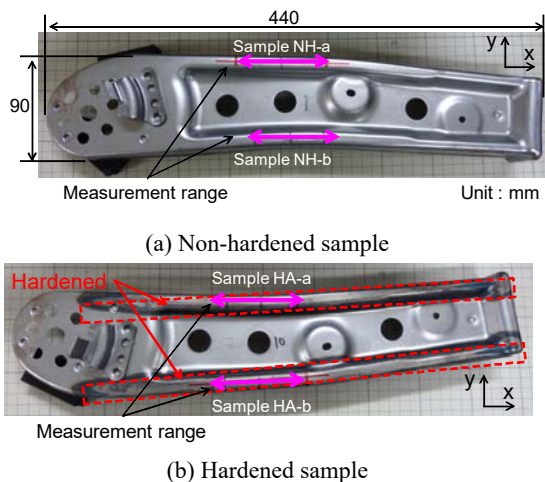 440
Sample NH-a
y
x
90
Sample NH-b
Measurement range
Unit : mm
(a) Non-hardened sample
Hardened
Sample HA-a
10
y
x
Sample HA-b
Measurement range
(b) Hardened sample